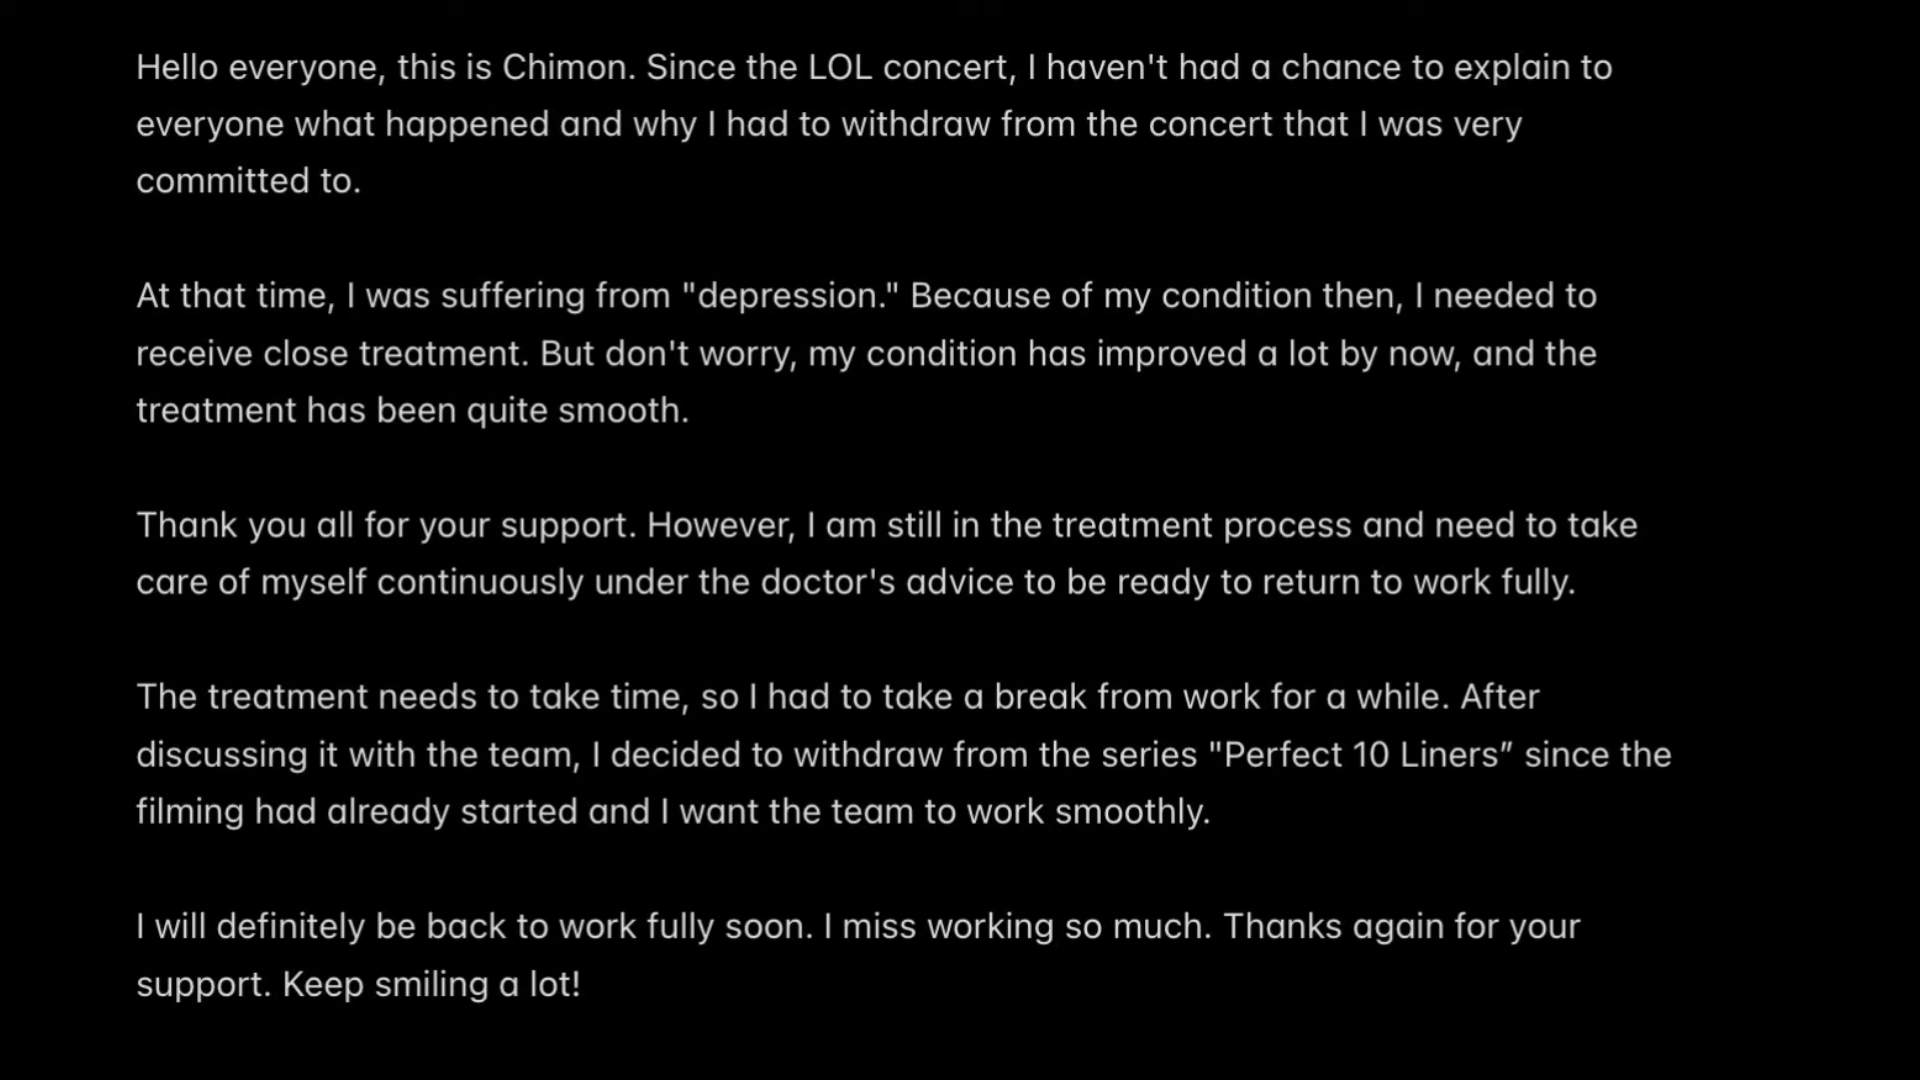 Hello everyone, this is Chimon. Since the LOL concert, I haven't had a chance to explain to
everyone what happened and why I had to withdraw from the concert that I was very
committed to.
At that time, I was suffering from "depression." Because of my condition then, I needed to
receive close treatment. But don't worry, my condition has improved a lot by now, and the
treatment has been quite smooth.
Thank you all for your support. However, I am still in the treatment process and need to take
care of myself continuously under the doctor's advice to be ready to return to work fully.
The treatment needs to take time, so I had to take a break from work for a while. After
discussing it with the team, I decided to withdraw from the series "Perfect 10 Liners” since the
filming had already started and I want the team to work smoothly.
I will definitely be back to work fully soon. I miss working so much. Thanks again for your
support. Keep smiling a lot!